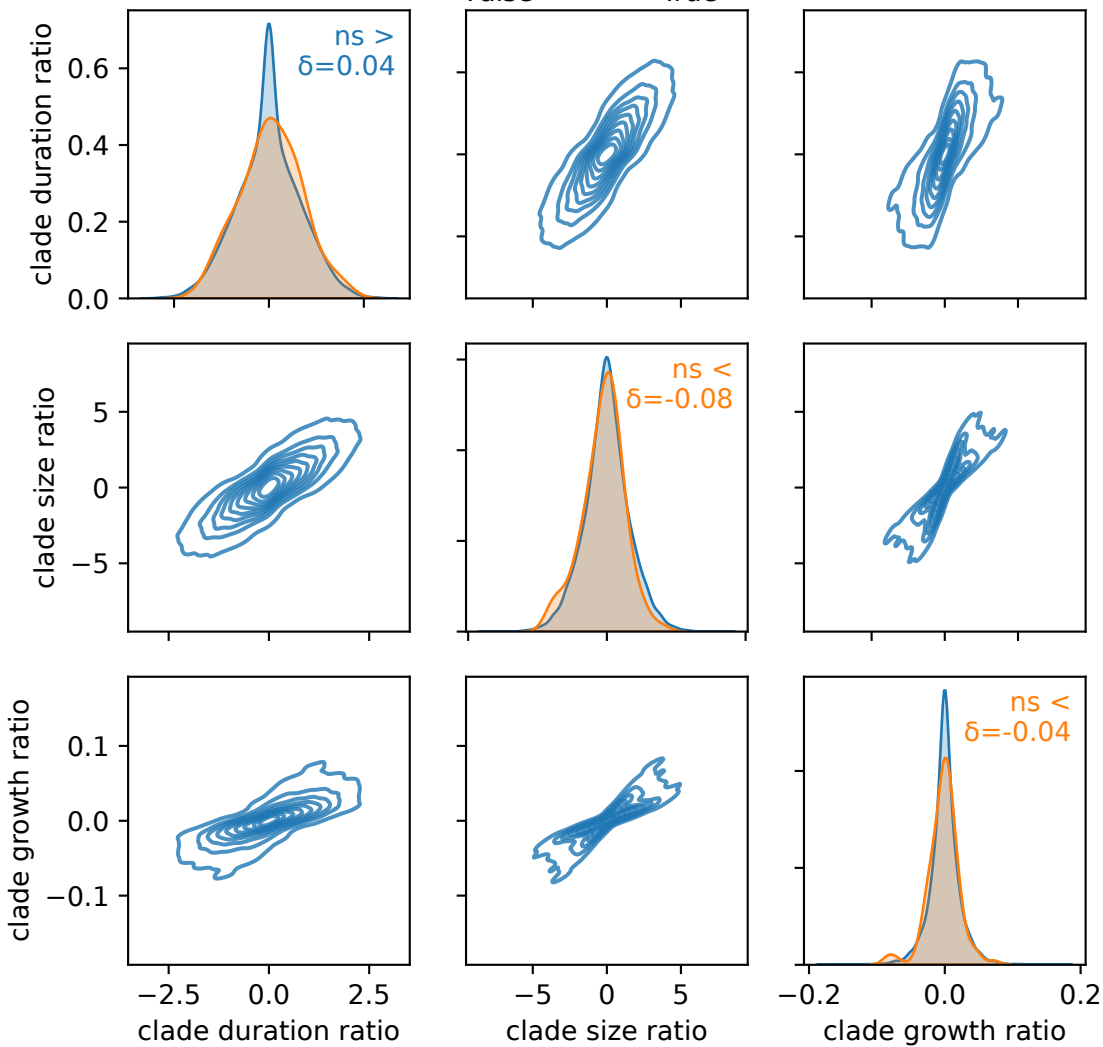 clade duration ratio
0.6
0.4
0.2
0.0
ns >
δ=0.04
clade size ratio
5
0
−5
ns <
δ=-0.08
clade growth ratio
0.1
0.0
−0.1
ns <
δ=-0.04
−2.5 0.0 2.5
−5 0 5
−0.2 0.0 0.2
clade duration ratio
clade size ratio
clade growth ratio